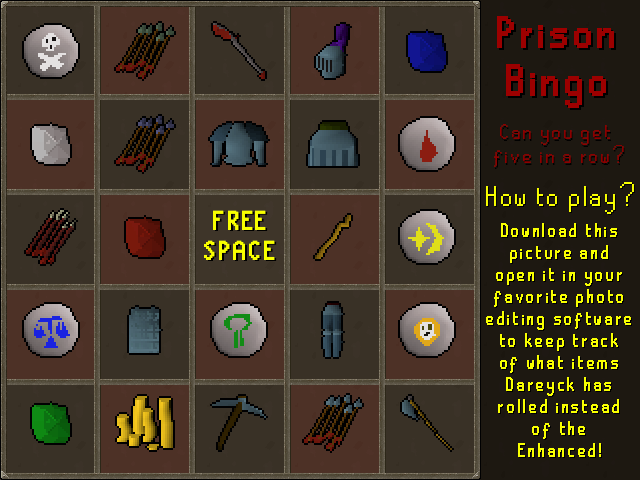 Prison
Bingo
Can you get
five in a row?
How to play?
Download this
picture and
open it in your
favorite photo
editing software
to keep track
of what items
Dareyck has
rolled instead
of the
Enhanced!
FREE
SPACE